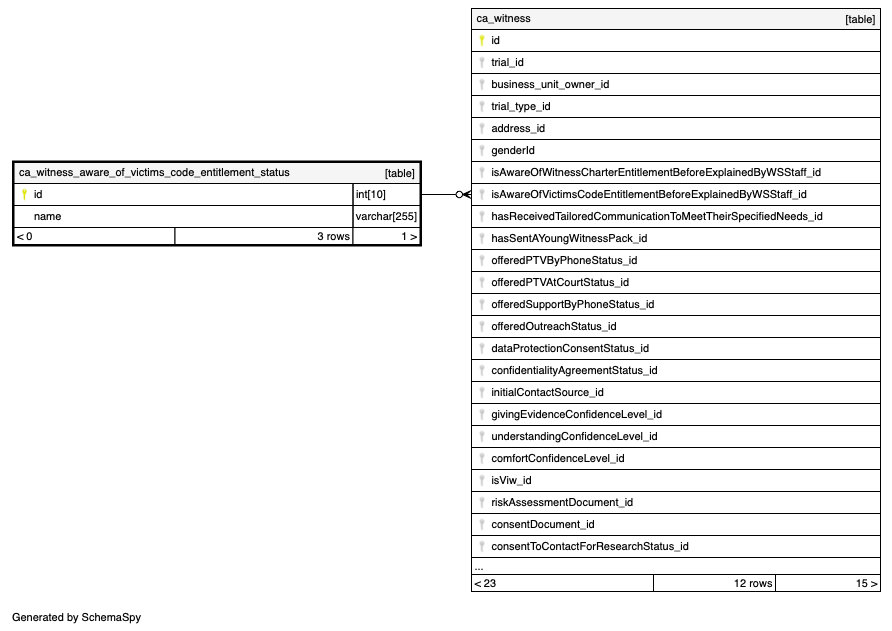 ca_witness [table]
id
trial_id
business_unit_owner_id
trial_type_id
address_id
genderId
isAwareOfWitnessCharterEntitlementBeforeExplainedByWSStaff_id
isAwareOfVictimsCodeEntitlementBeforeExplainedByWSStaff_id
hasReceivedTailoredCommunicationToMeetTheirSpecifiedNeeds_id
hasSentAYoungWitnessPack_id
offeredPTVByPhoneStatus_id
offeredPTVAtCourtStatus_id
offeredSupportByPhoneStatus_id
offeredOutreachStatus_id
dataProtectionConsentStatus_id
confidentialityAgreementStatus_id
initialContactSource_id
givingEvidenceConfidenceLevel_id
understandingConfidenceLevel_id
comfortConfidenceLevel_id
isViw_id
riskAssessmentDocument_id
consentDocument_id
consentToContactForResearchStatus_id
...
< 23 12 rows 15 >
ca_witness_aware_of_victims_code_entitlement_status [table]
id int[10]
name varchar[255]
< 0 3 rows 1 >
Generated by SchemaSpy